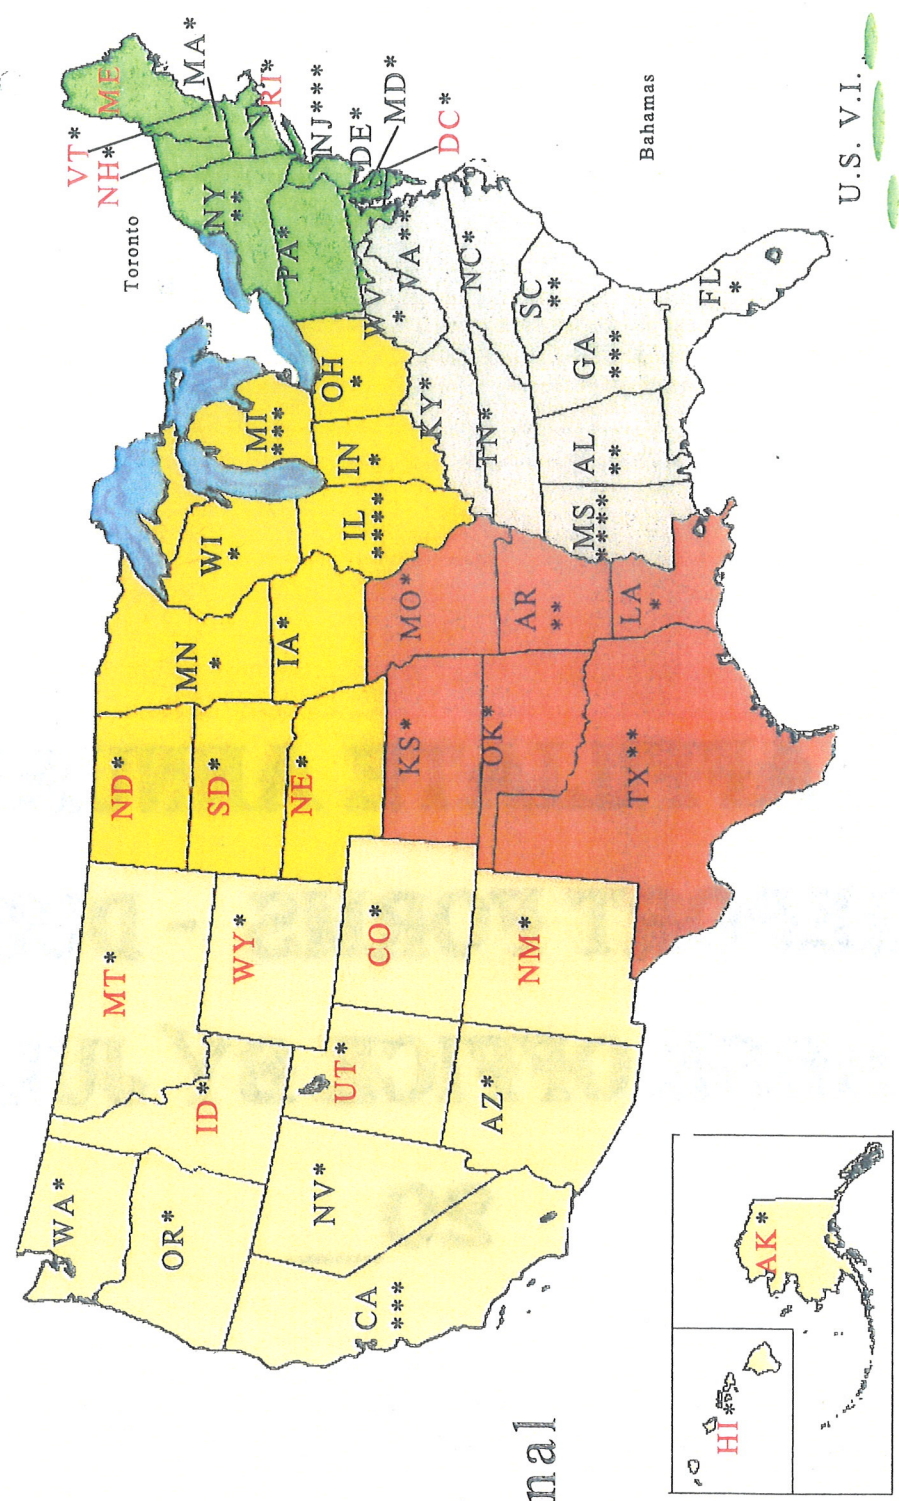 WA*
OR*
CA
***
NV*
ID*
MT*
WY*
UT*
AZ*
CO*
NM*
ND*
SD*
NE*
KS*
OK*
TX**
MN
*
IA*
MO*
AR
**
LA
*
WI
*
IL
****
MI
***
IN
*
OH
*
KY*
TN*
MS
****
AL
**
GA
***
FL
*
SC
**
NC*
VA**
WV
*
PA*
NY
**
VT*
NH*
ME
MA*
RI*
NJ***
DE*
MD*
DC*
Toronto
Bahamas
U.S. V.I.
AK*
HI*
nal